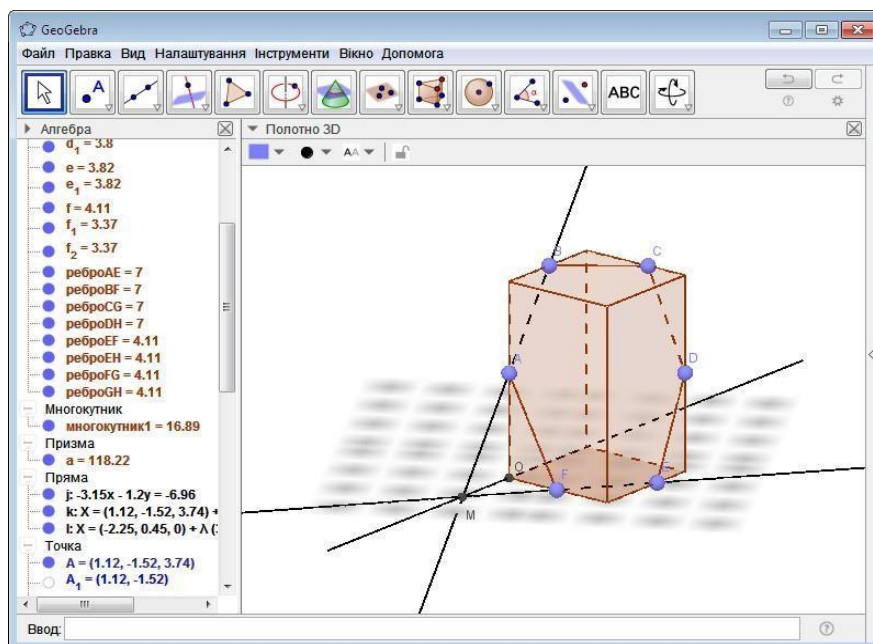 GeoGebra
Файл Правка Вид Налаштування Інструменти Вікно Допомога
A
α
ABC
Алгебра
Полотно 3D
AA
d₁ = 3.8
e = 3.82
e₁ = 3.82
f = 4.11
f₁ = 3.37
f₂ = 3.37
реброAE = 7
реброBF = 7
реброCG = 7
реброDH = 7
реброEF = 4.11
реброEH = 4.11
реброFG = 4.11
реброGH = 4.11
Многокутник
многокутник1 = 16.89
Призма
a = 118.22
Пряма
j: -3.15x - 1.2y = -6.96
k: X = (1.12, -1.52, 3.74) +
l: X = (-2.25, 0.45, 0) + λ (
Точка
A = (1.12, -1.52, 3.74)
A₁ = (1.12, -1.52)
B
C
A
D
O
F
E
M
Ввод: